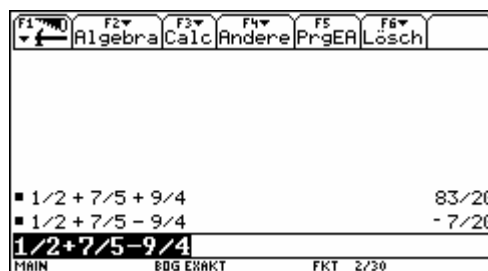 F1 F2 Algebra F3 Calc F4 Andere F5 PrgEA F6 Lösch
1/2 + 7/5 + 9/4 83/20
1/2 + 7/5 - 9/4 -7/20
1/2+7/5-9/4
MAIN BOG EXAKT FKT 2/30